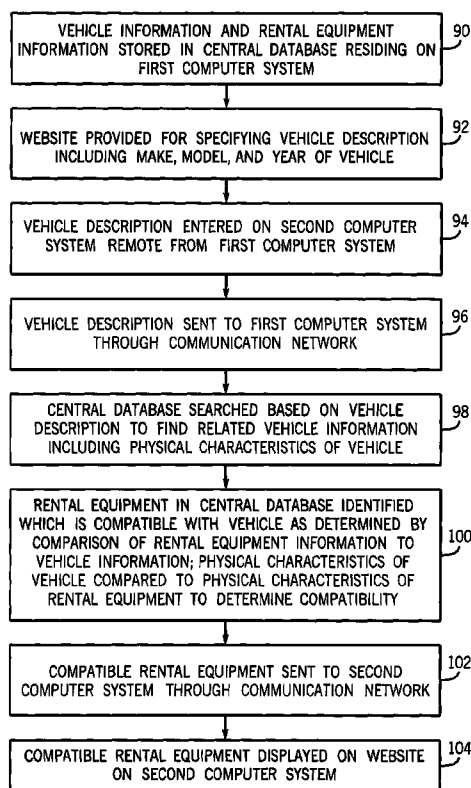 VEHICLE INFORMATION AND RENTAL EQUIPMENT
INFORMATION STORED IN CENTRAL DATABASE RESIDING ON
FIRST COMPUTER SYSTEM
90
WEBSITE PROVIDED FOR SPECIFYING VEHICLE DESCRIPTION
INCLUDING MAKE, MODEL, AND YEAR OF VEHICLE
92
VEHICLE DESCRIPTION ENTERED ON SECOND COMPUTER
SYSTEM REMOTE FROM FIRST COMPUTER SYSTEM
94
VEHICLE DESCRIPTION SENT TO FIRST COMPUTER SYSTEM
THROUGH COMMUNICATION NETWORK
96
CENTRAL DATABASE SEARCHED BASED ON VEHICLE
DESCRIPTION TO FIND RELATED VEHICLE INFORMATION
INCLUDING PHYSICAL CHARACTERISTICS OF VEHICLE
98
RENTAL EQUIPMENT IN CENTRAL DATABASE IDENTIFIED
WHICH IS COMPATIBLE WITH VEHICLE AS DETERMINED BY
COMPARISON OF RENTAL EQUIPMENT INFORMATION TO
VEHICLE INFORMATION; PHYSICAL CHARACTERISTICS OF
VEHICLE COMPARED TO PHYSICAL CHARACTERISTICS OF
RENTAL EQUIPMENT TO DETERMINE COMPATIBILITY
100
COMPATIBLE RENTAL EQUIPMENT SENT TO SECOND
COMPUTER SYSTEM THROUGH COMMUNICATION NETWORK
102
COMPATIBLE RENTAL EQUIPMENT DISPLAYED ON WEBSITE
ON SECOND COMPUTER SYSTEM
104